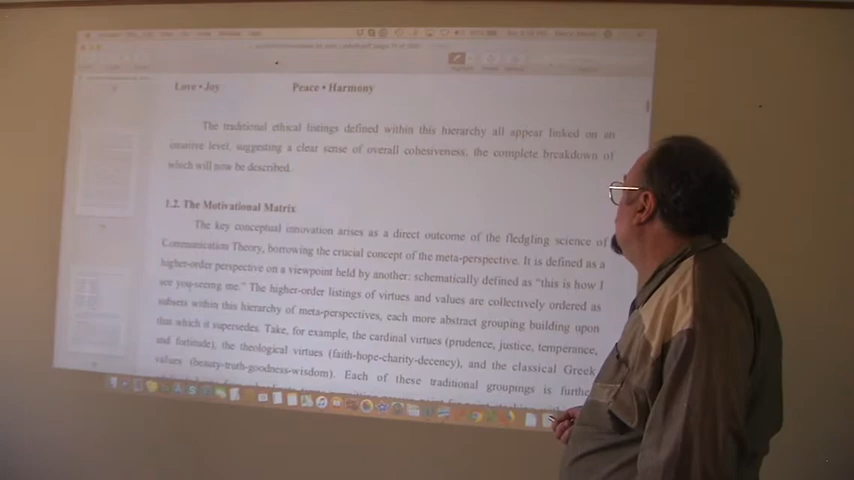 Love • Joy Peace • Harmony
The traditional ethical listings defined within this hierarchy all appear linked on an
intuitive level, suggesting a clear sense of overall cohesiveness, the complete breakdown of
which will now be described.
1.2. The Motivational Matrix
The key conceptual innovation arises as a direct outcome of the fledgling science of
Communication Theory, borrowing the crucial concept of the meta-perspective. It is defined as a
higher-order perspective on a viewpoint held by another: schematically defined as "this is how I
see you-seeing me." The higher-order listings of virtues and values are collectively ordered as
subsets within this hierarchy of meta-perspectives, each more abstract grouping building upon
that which it supersedes. Take, for example, the cardinal virtues (prudence, justice, temperance,
and fortitude), the theological virtues (faith-hope-charity-decency), and the classical Greek
values (beauty-truth-goodness-wisdom). Each of these traditional groupings is further